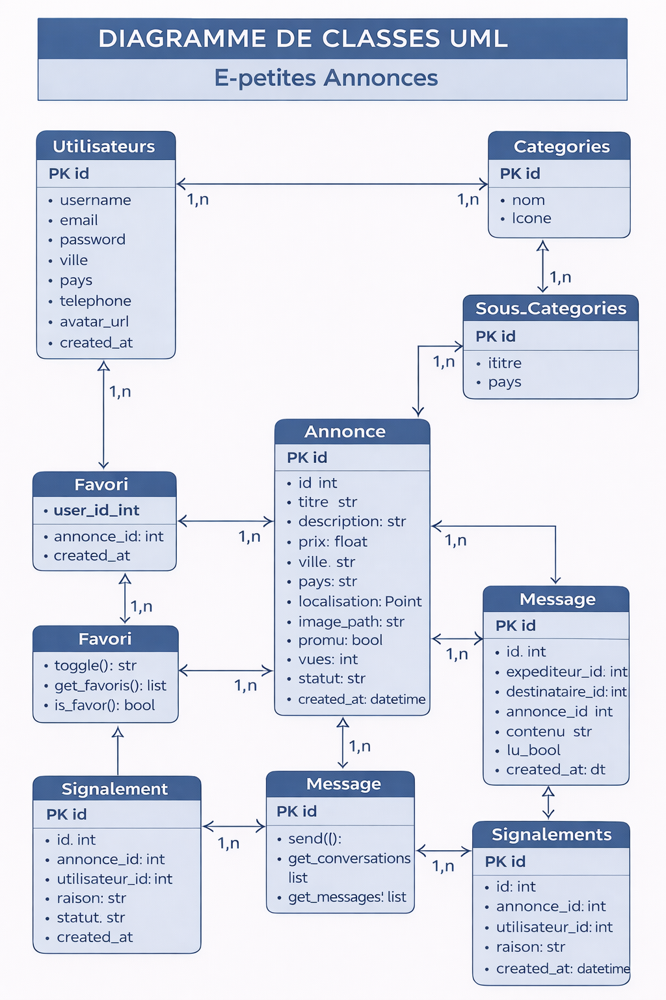 DIAGRAMME DE CLASSES UML
E-petites Annonces
Utilisateurs
PK id
• username
• email
• password
• ville
• pays
• telephone
• avatar_url
• created_at
1,n
1,n
Categories
PK id
• nom
• Icone
1,n
Sous_Categories
PK id
• ititre
• pays
1,n
1,n
Annonce
PK id
• id int
• titre str
• description: str
• prix: float
• ville. str
• pays: str
• localisation: Point
• image_path: str
• promu: bool
• vues: int
• statut: str
• created_at: datetime
Favori
• user_id_int
• annonce_id: int
• created_at
1,n
1,n
1,n
Favori
• toggle(): str
• get_favoris(): list
• is_favor(): bool
1,n
1,n
Message
PK id
• id. int
• expediteur_id: int
• destinataire_id: int
• annonce_id int
• contenu str
• lu_bool
• created_at: dt
1,n
1,n
Signalement
PK id
• id. int
• annonce_id: int
• utilisateur_id: int
• raison: str
• statut. str
• created_at
1,n
Message
PK id
• send((): 
• get_conversations
list
• get_messages: list
1,n
Signalements
PK id
• id: int
• annonce_id: int
• utilisateur_id: int
• raison: str
• created_at: datetime